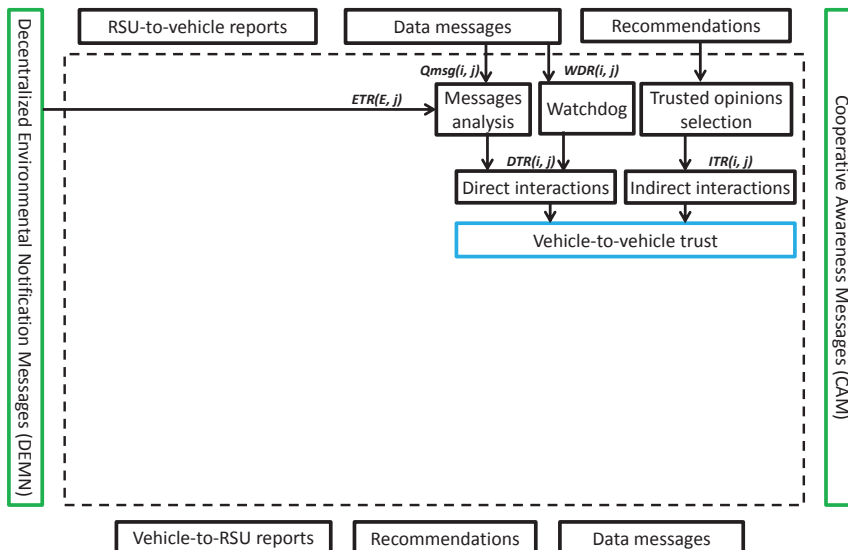 Decentralized Environmental Notification Messages (DEMN)
RSU-to-vehicle reports
Data messages
Recommendations
Cooperative Awareness Messages (CAM)
Qmsg(i, j)
WDR(i, j)
ETR(E, j)
Messages
analysis
Watchdog
Trusted opinions
selection
DTR(i, j)
ITR(i, j)
Direct interactions
Indirect interactions
Vehicle-to-vehicle trust
Vehicle-to-RSU reports
Recommendations
Data messages